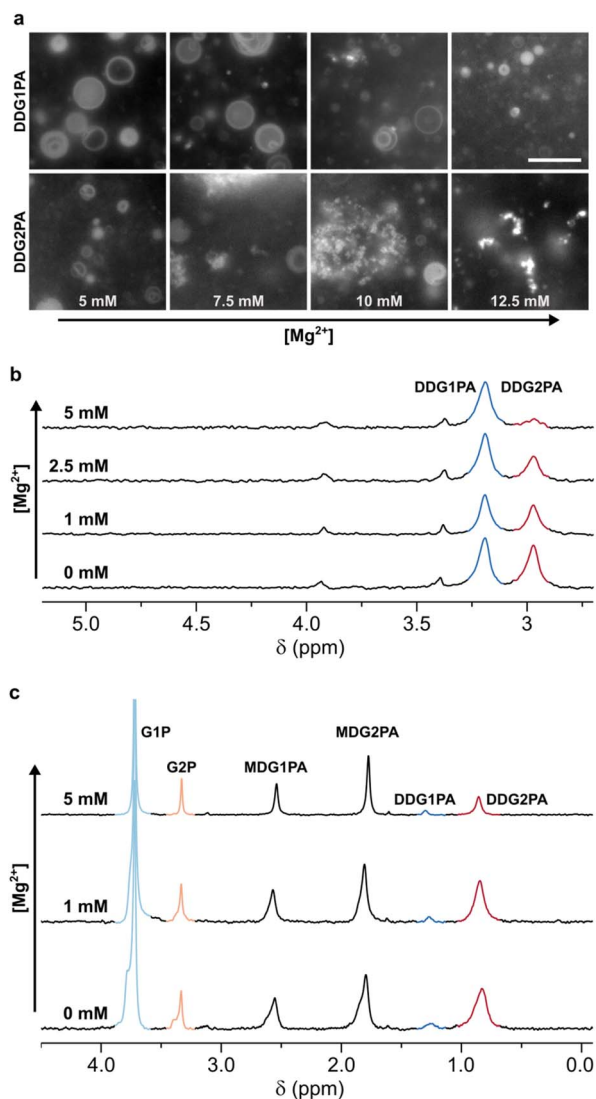 a
DDG1PA
DDG2PA
5 mM 7.5 mM 10 mM 12.5 mM
[Mg²⁺]
b
DDG1PA DDG2PA
5 mM
2.5 mM
1 mM
0 mM
[Mg²⁺]
5.0 4.5 4.0 3.5 3
δ (ppm)
c
G1P
G2P
MDG1PA
MDG2PA
DDG1PA
DDG2PA
5 mM
1 mM
0 mM
[Mg²⁺]
4.0 3.0 2.0 1.0 0.0
δ (ppm)